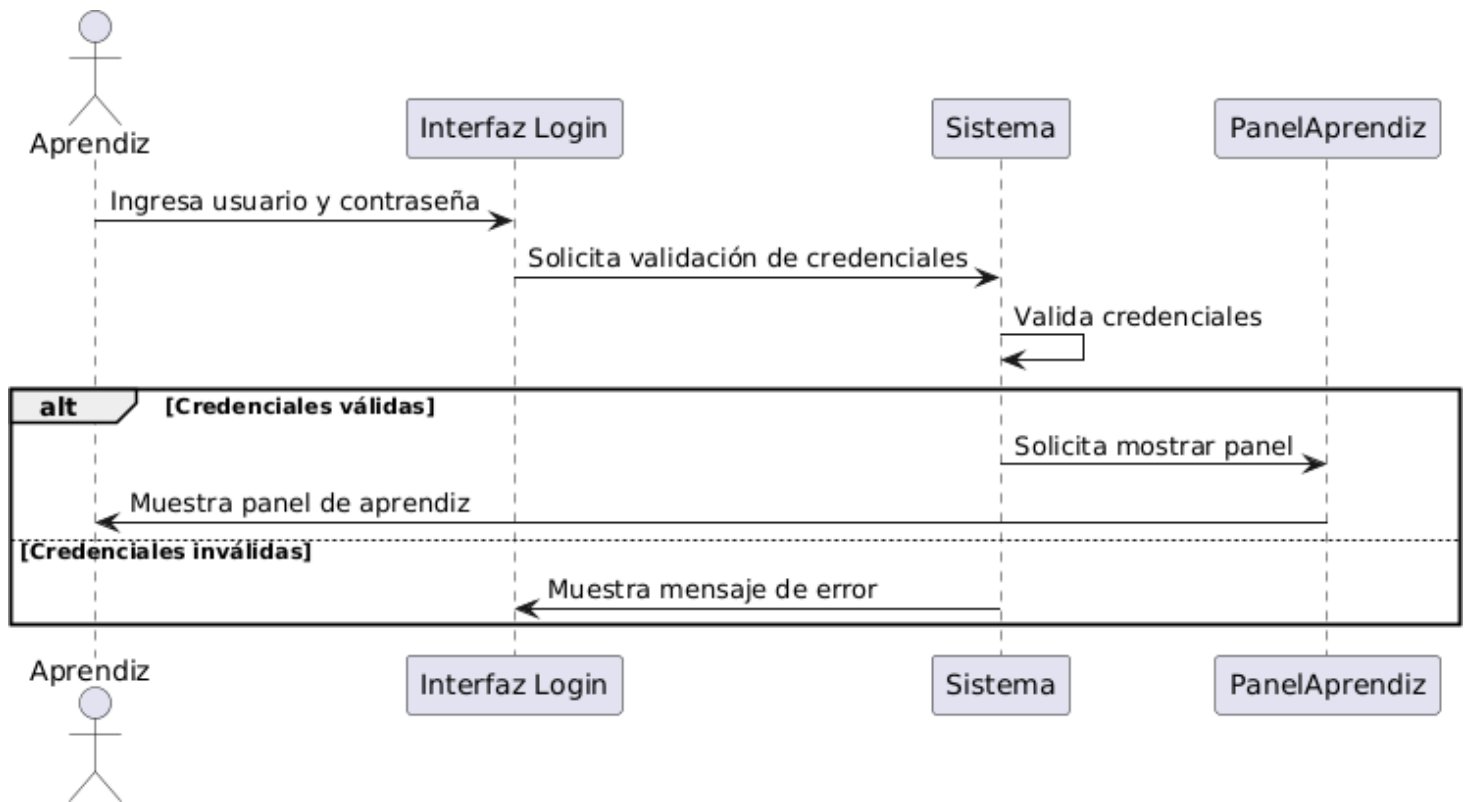 Aprendiz
Interfaz Login
Sistema
PanelAprendiz
Ingresa usuario y contraseña
Solicita validación de credenciales
Valida credenciales
alt
[Credenciales válidas]
Solicita mostrar panel
Muestra panel de aprendiz
[Credenciales inválidas]
Muestra mensaje de error
Aprendiz
Interfaz Login
Sistema
PanelAprendiz